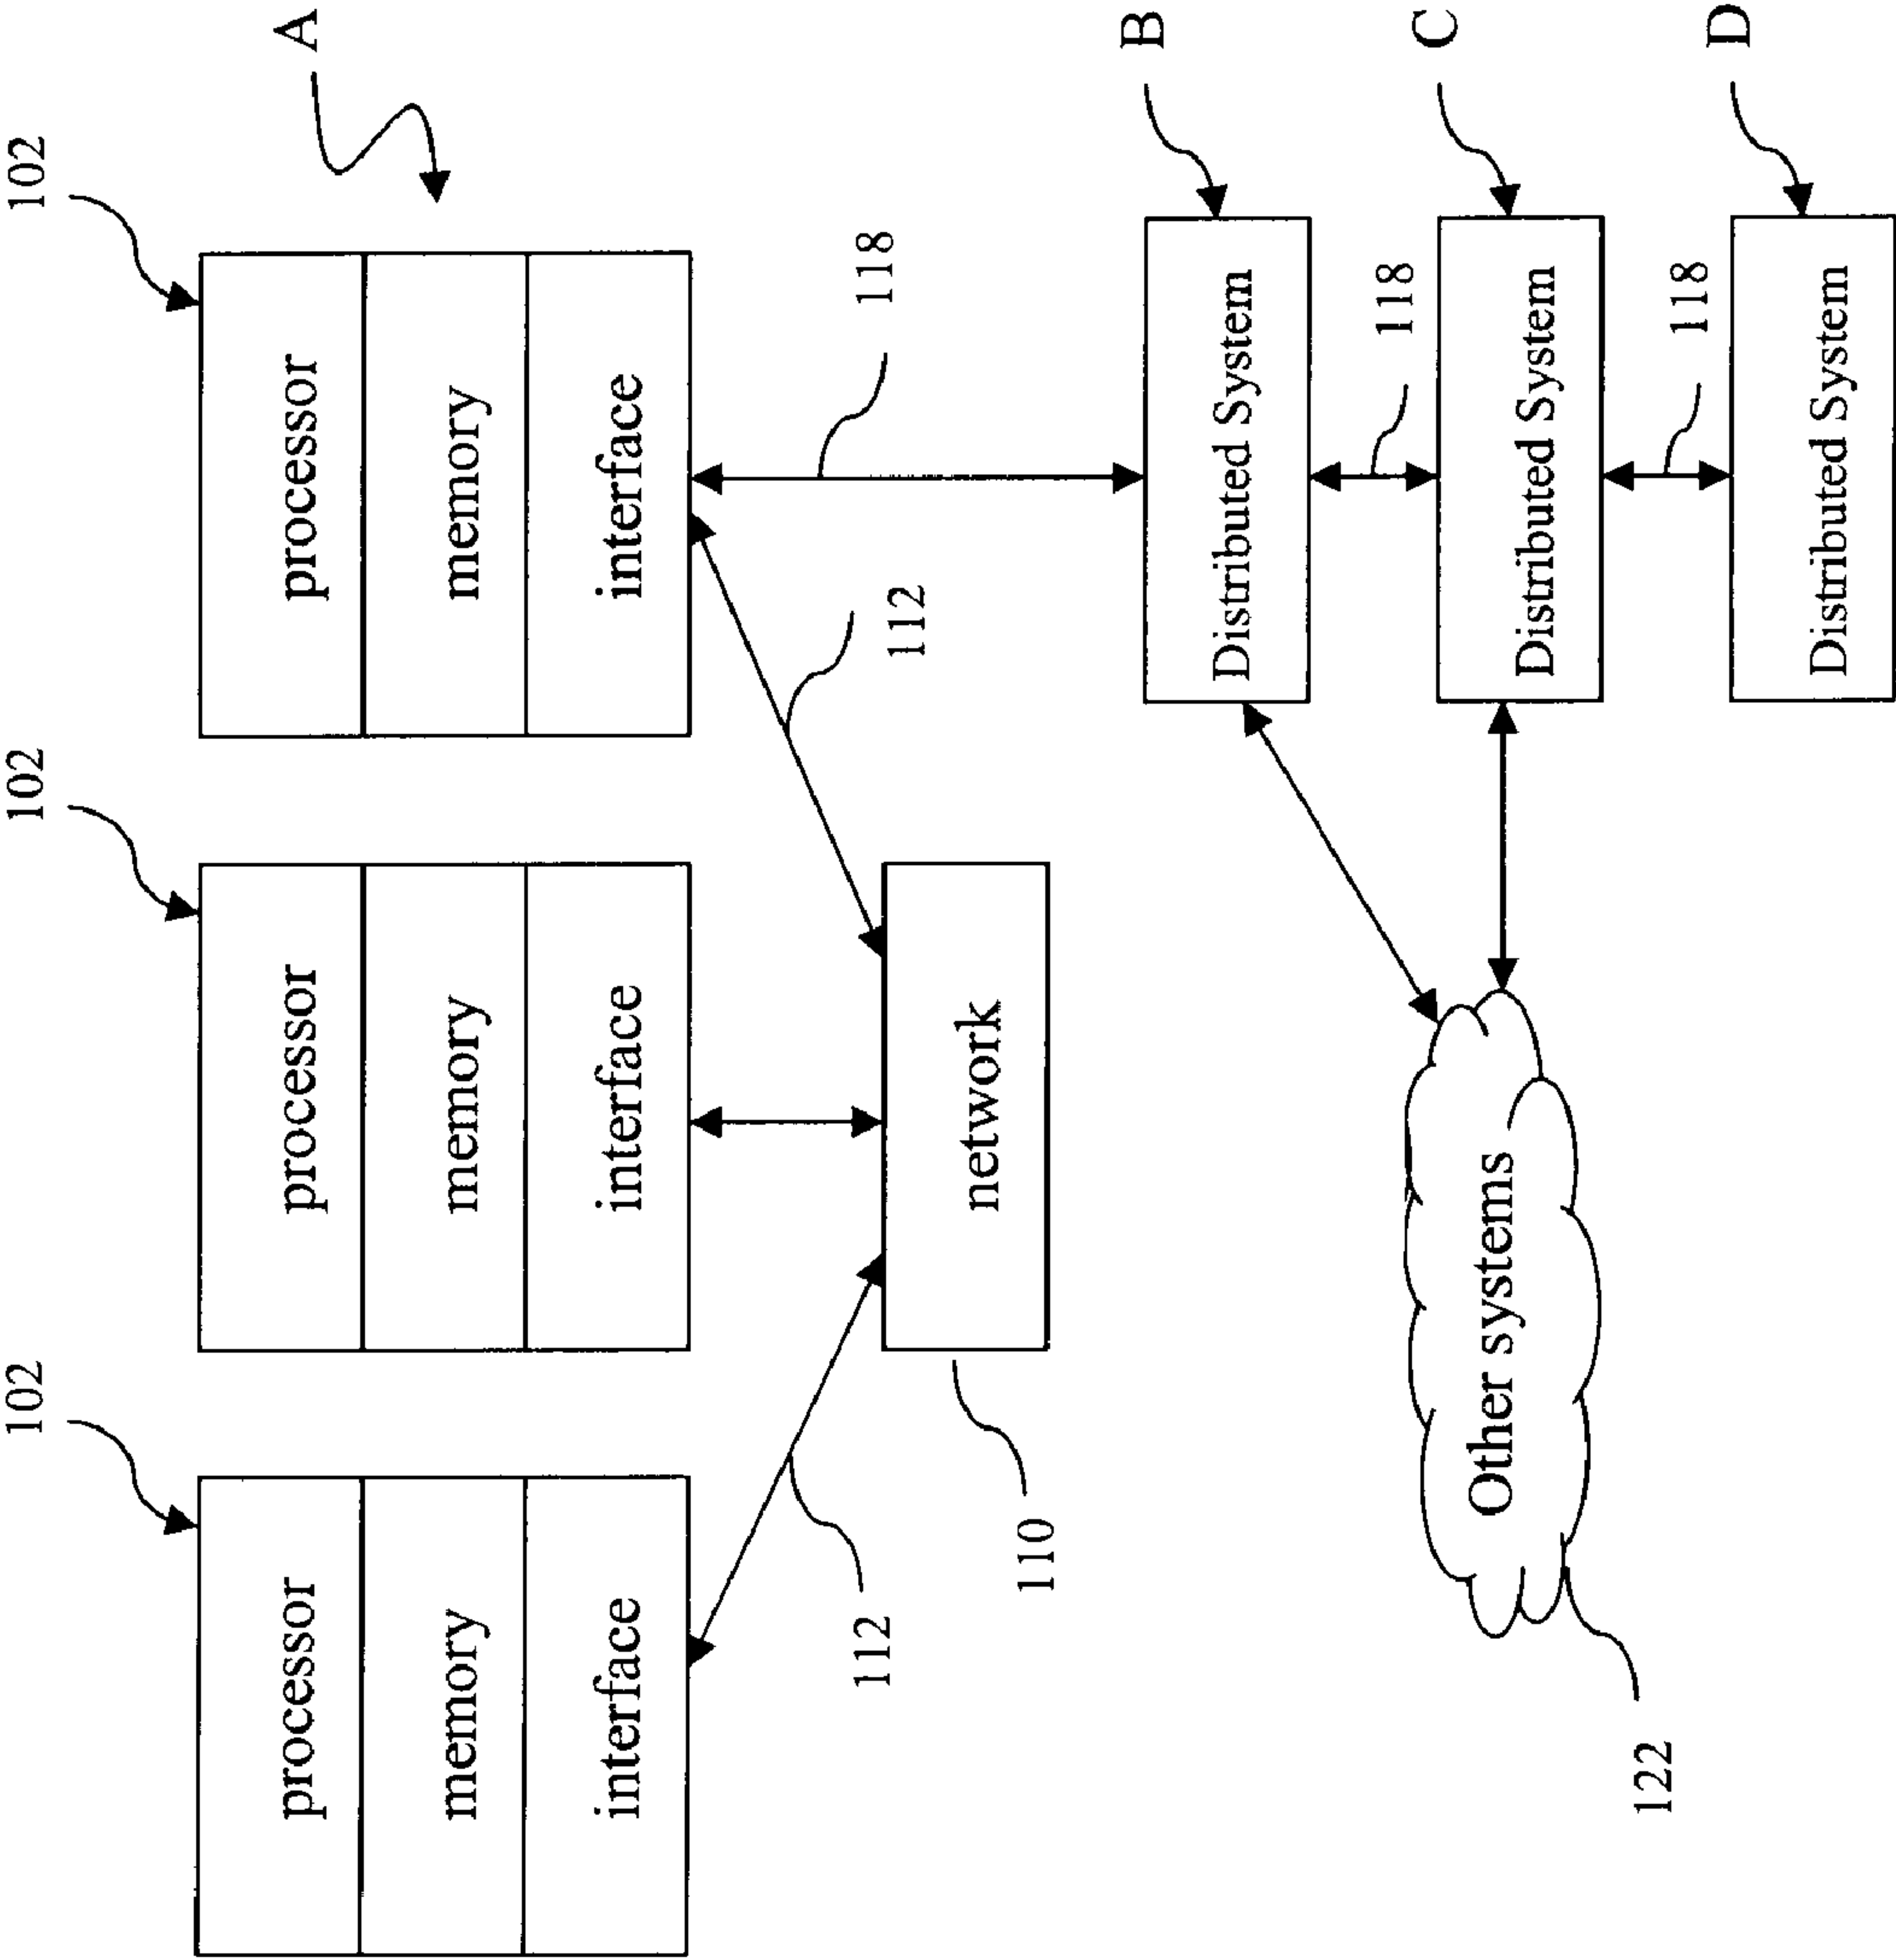 102
102
102
A
processor
processor
processor
memory
memory
memory
interface
interface
interface
112
118
112
network
110
B
Distributed System
118
C
Other systems
Distributed System
122
118
D
Distributed System